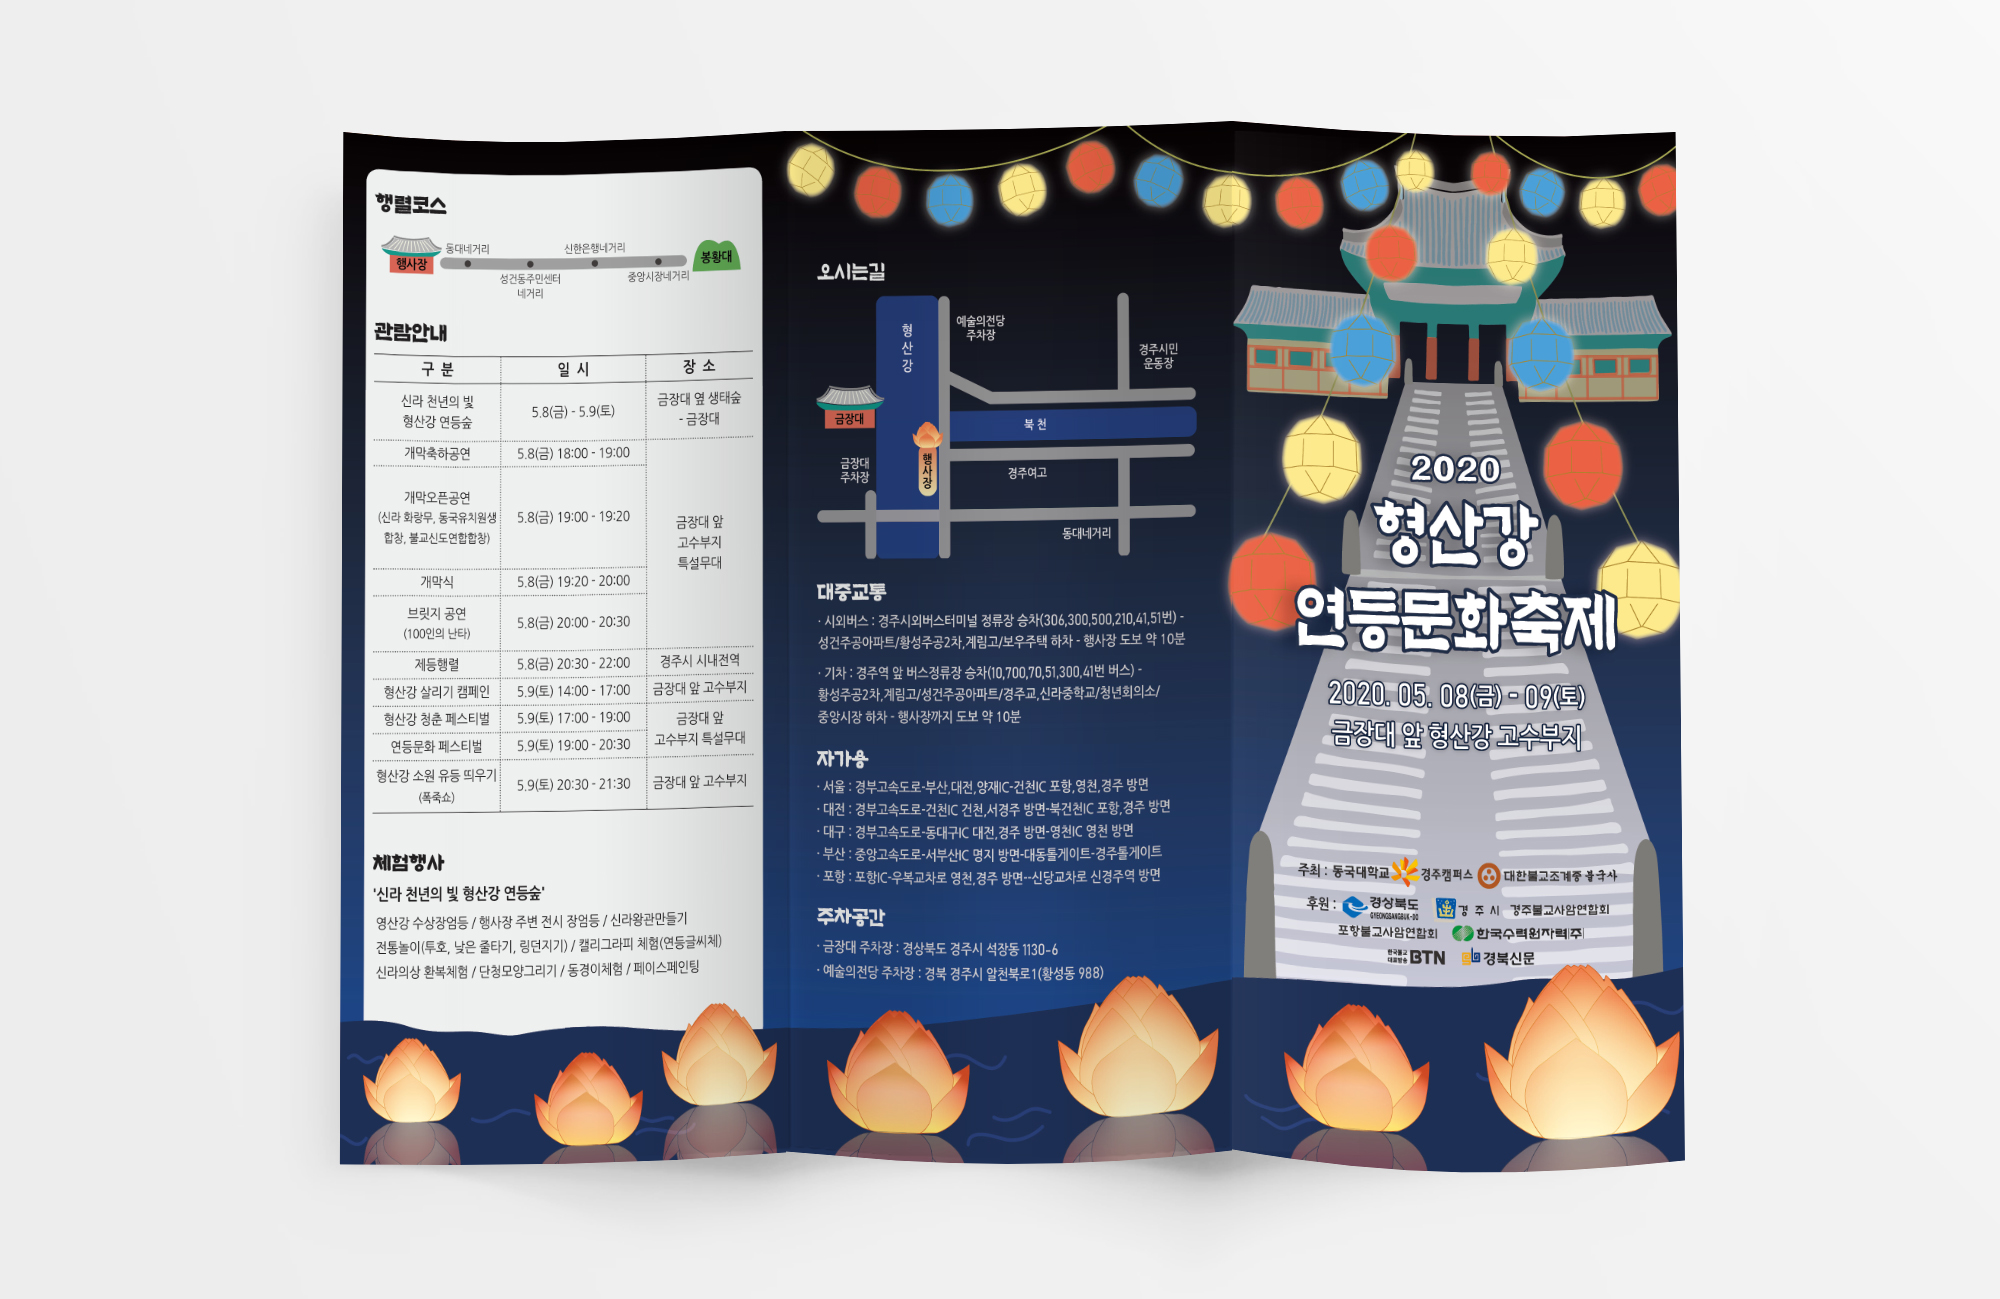 행렬코스
행사장
동대네거리
성건동주민센터
네거리
신한은행네거리
중앙시장네거리
봉황대
관람안내
구 분 일 시 장 소
신라 천년의 빛
형산강 연등숲
5.8(금) - 5.9(토)
금장대 옆 생태숲
- 금장대
개막축하공연 5.8(금) 18:00 - 19:00
개막오픈공연
(신라 화랑무, 동국유치원생
합창, 불교신도연합합창)
5.8(금) 19:00 - 19:20
금장대 앞
고수부지
특설무대
개막식 5.8(금) 19:20 - 20:00
브릿지 공연
(100인의 난타)
5.8(금) 20:00 - 20:30
제등행렬 5.8(금) 20:30 - 22:00 경주시 시내전역
형산강 살리기 캠페인 5.9(토) 14:00 - 17:00 금장대 앞 고수부지
형산강 청춘 페스티벌 5.9(토) 17:00 - 19:00
금장대 앞
고수부지 특설무대
연등문화 페스티벌 5.9(토) 19:00 - 20:30
형산강 소원 유등 띄우기
(폭죽쇼)
5.9(토) 20:30 - 21:30 금장대 앞 고수부지
체험행사
'신라 천년의 빛 형산강 연등숲'
영산강 수상장엄등 / 행사장 주변 전시 장엄등 / 신라왕관만들기
전통놀이(투호, 낮은 줄타기, 링던지기) / 캘리그라피 체험(연등글씨체)
신라의상 환복체험 / 단청모양그리기 / 동경이체험 / 페이스페인팅
오시는길
형
산
강
예술의전당
주차장
경주시민
운동장
금장대
북 천
행
사
장
금장대
주차장
경주여고
동대네거리
대중교통
· 시외버스 : 경주시외버스터미널 정류장 승차(306,300,500,210,41,51번) -
성건주공아파트/황성주공2차,계림고/보우주택 하차 - 행사장 도보 약 10분
· 기차 : 경주역 앞 버스정류장 승차(10,700,70,51,300,41번 버스) -
황성주공2차,계림고/성건주공아파트/경주교,신라중학교/청년회의소/
중앙시장 하차 - 행사장까지 도보 약 10분
자가용
· 서울 : 경부고속도로-부산,대전,양재IC-건천IC 포항,영천,경주 방면
· 대전 : 경부고속도로-건천IC 건천,서경주 방면-북건천IC 포항,경주 방면
· 대구 : 경부고속도로-동대구IC 대전,경주 방면-영천IC 영천 방면
· 부산 : 중앙고속도로-서부산IC 명지 방면-대동톨게이트-경주톨게이트
· 포항 : 포항IC-우복교차로 영천,경주 방면--신당교차로 신경주역 방면
주차공간
· 금장대 주차장 : 경상북도 경주시 석장동 1130-6
· 예술의전당 주차장 : 경북 경주시 알천북로1(황성동 988)
2020
형산강
연등문화축제
2020. 05. 08(금) - 09(토)
금장대 앞 형산강 고수부지
주최 : 동국대학교 경주캠퍼스 대한불교조계종 불국사
후원 : 경상북도 GYEONGSANGBUK-DO 경 주 시 경주불교사암연합회
포항불교사암연합회 한국수력원자력(주)
한국불교 대표방송 BTN 경북신문